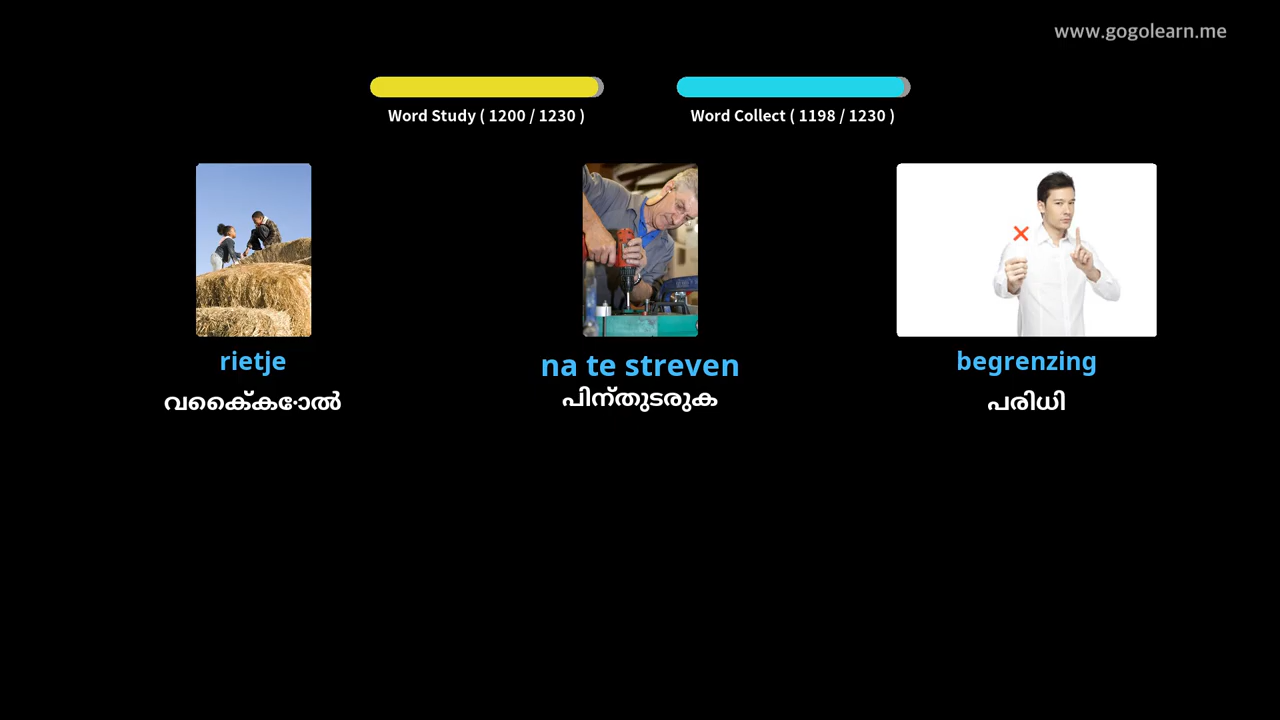 www.gogolearn.me
Word Study ( 1200 / 1230 )
Word Collect ( 1198 / 1230 )
rietje
na te streven
begrenzing
പിന്തുടരുക
പരിധി